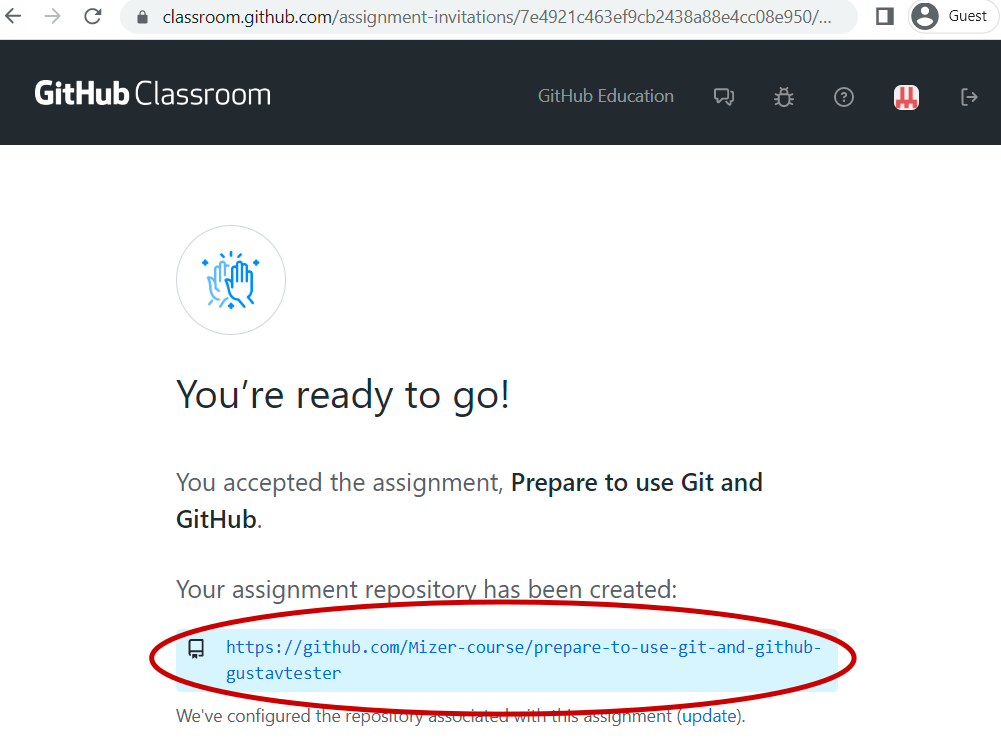 classroom.github.com/assignment-invitations/7e4921c463ef9cb2438a88e4cc08e950/...
Guest
GitHub Classroom
GitHub Education
You’re ready to go!
You accepted the assignment, Prepare to use Git and
GitHub.
Your assignment repository has been created:
https://github.com/Mizer-course/prepare-to-use-git-and-github-
gustavtester
We've configured the repository associated with this assignment (update).